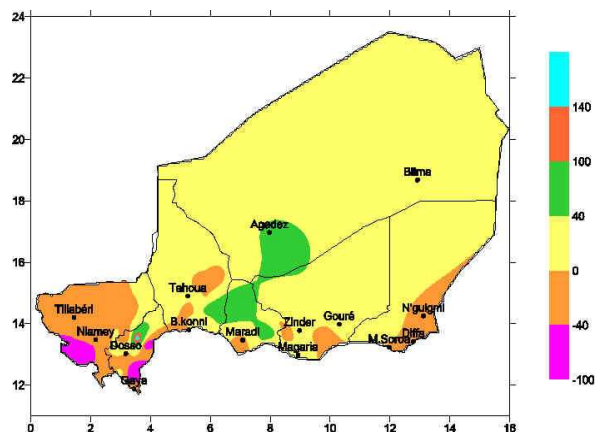 24
22
20
18
16
14
12
0 2 4 6 8 10 12 14 16
Bilma
Agadez
Tahoua
Tillabéri
N'guigmi
B.konni
Zinder
Gouré
Niamey
Maradi
Diffa
Dosso
M.Soroa
Magaria
Gaya
140
100
40
0
-40
-100